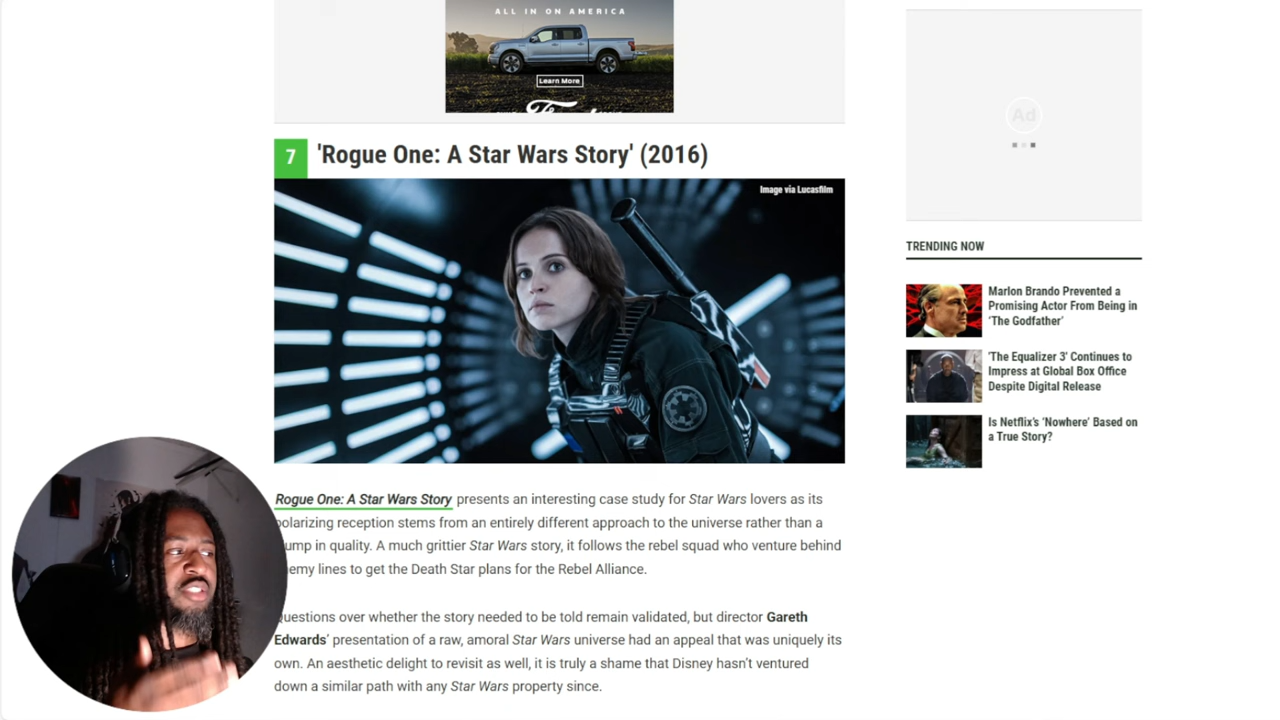 ALL IN ON AMERICA
Learn More
Ford
7 'Rogue One: A Star Wars Story' (2016)
Image via Lucasfilm
Rogue One: A Star Wars Story presents an interesting case study for Star Wars lovers as its
polarizing reception stems from an entirely different approach to the universe rather than a
in quality. A much grittier Star Wars story, it follows the rebel squad who venture behind
lines to get the Death Star plans for the Rebel Alliance.
Questions over whether the story needed to be told remain validated, but director Gareth
Edwards' presentation of a raw, amoral Star Wars universe had an appeal that was uniquely its
own. An aesthetic delight to revisit as well, it is truly a shame that Disney hasn't ventured
down a similar path with any Star Wars property since.
Ad
TRENDING NOW
Marlon Brando Prevented a
Promising Actor From Being in
'The Godfather'
'The Equalizer 3' Continues to
Impress at Global Box Office
Despite Digital Release
Is Netflix's 'Nowhere' Based on
a True Story?